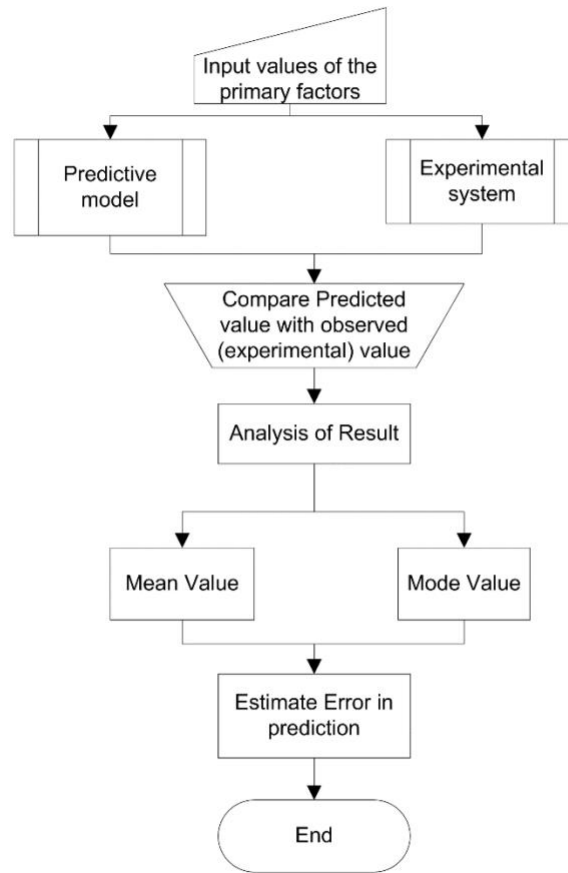 Input values of the
primary factors
Predictive
model
Experimental
system
Compare Predicted
value with observed
(experimental) value
Analysis of Result
Mean Value
Mode Value
Estimate Error in
prediction
End